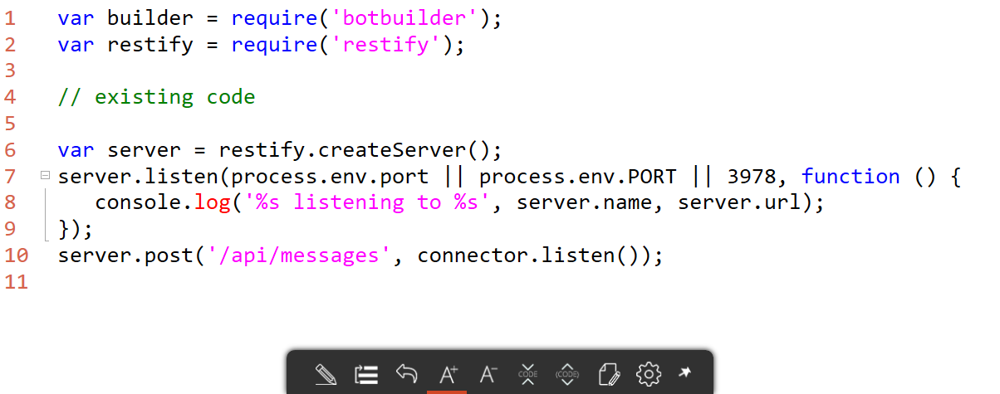 1 var builder = require('botbuilder');
2 var restify = require('restify');
3
4 // existing code
5
6 var server = restify.createServer();
7 server.listen(process.env.port || process.env.PORT || 3978, function () {
8 console.log('%s listening to %s', server.name, server.url);
9 });
10 server.post('/api/messages', connector.listen());
11
A+ A- CODE (CODE)